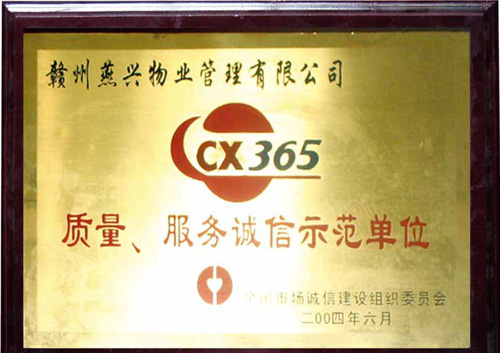 赣州燕兴物业管理有限公司
CX365
质量、服务诚信示范单位
全国市场诚信建设组织委员会
二00四年六月